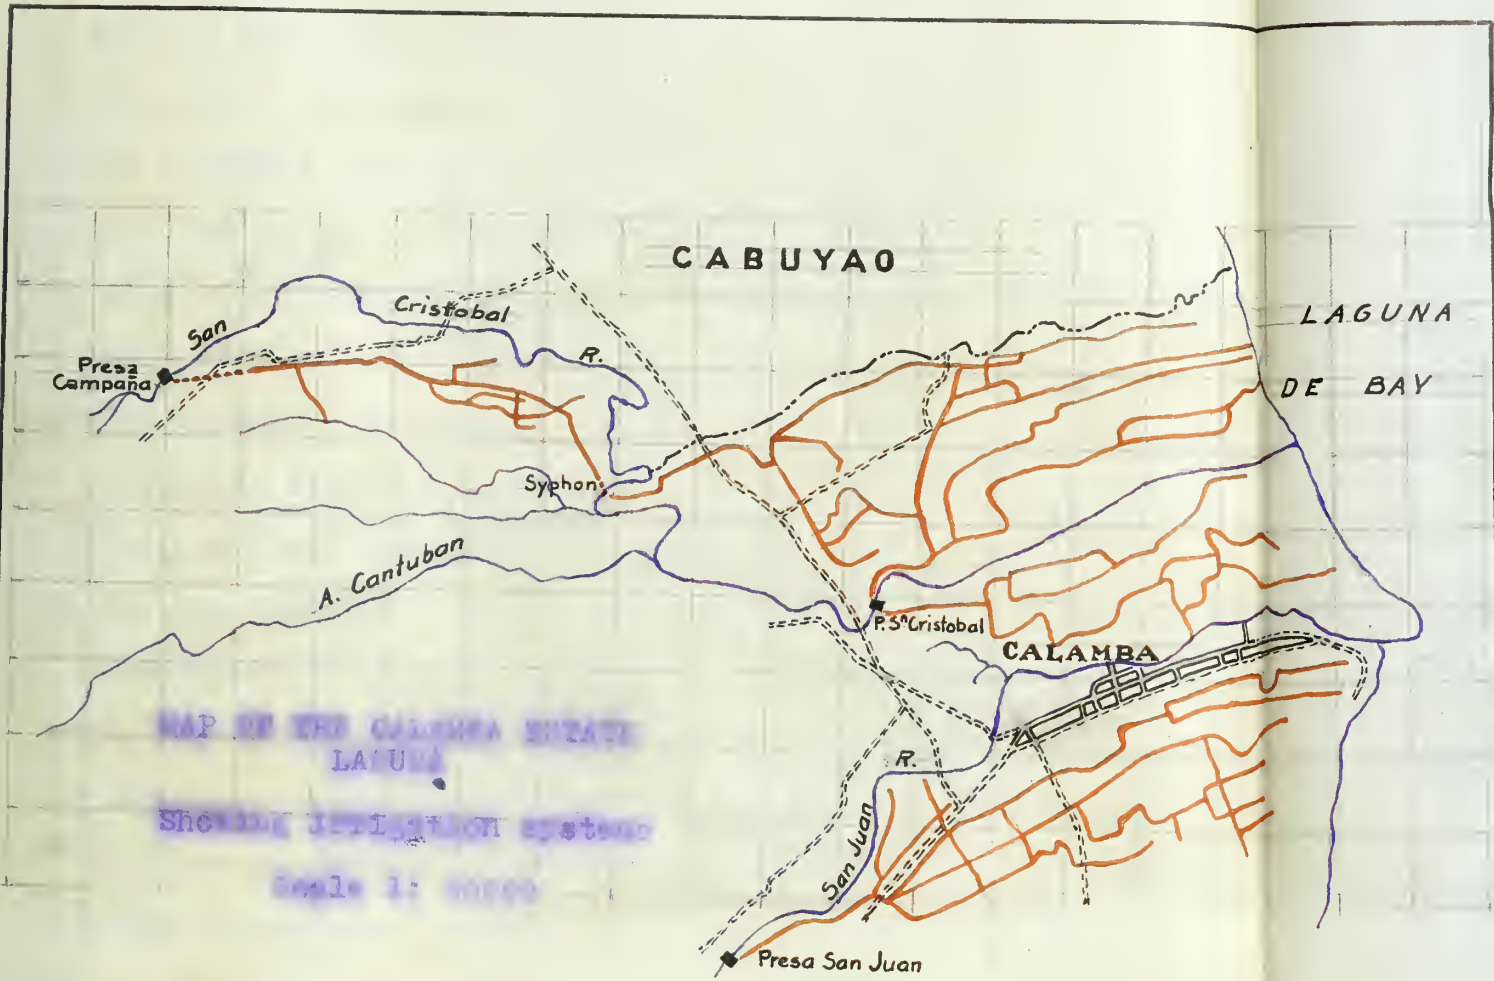 CABUYAO
LAGUNA
DE BAY
San Cristobal R.
Presa
Campaña
Syphon
A. Cantuban
P. Sⁿ Cristobal
CALAMBA
MAP OF THE CALAMBA ESTATE
LAGUNA
Showing irrigation systems
Scale 1:
San Juan R.
Presa San Juan